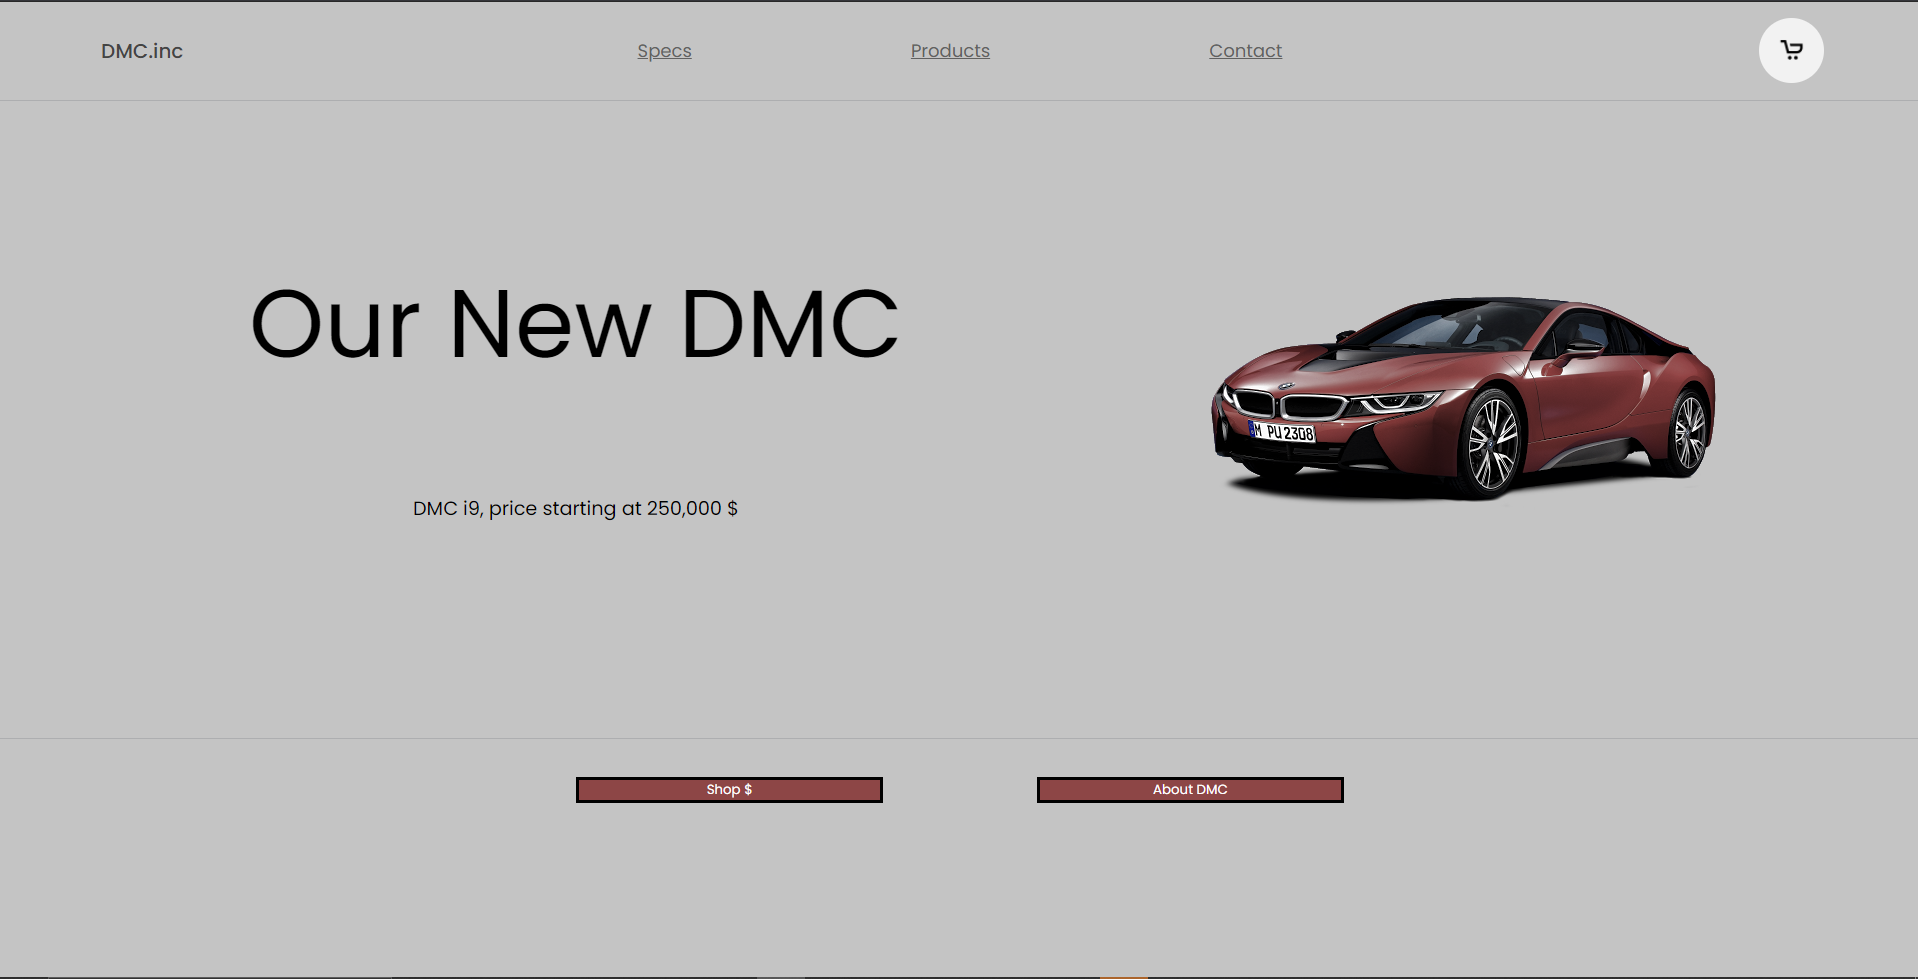 DMC.inc
Specs
Products
Contact
Our New DMC
M PU 2308
DMC i9, price starting at 250,000 $
Shop $
About DMC